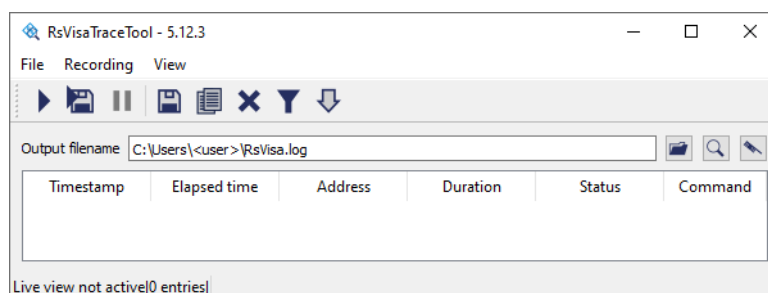 RsVisaTraceTool - 5.12.3
File Recording View
Output filename C:\Users\<user>\RsVisa.log
Timestamp Elapsed time Address Duration Status Command
Live view not active|0 entries|